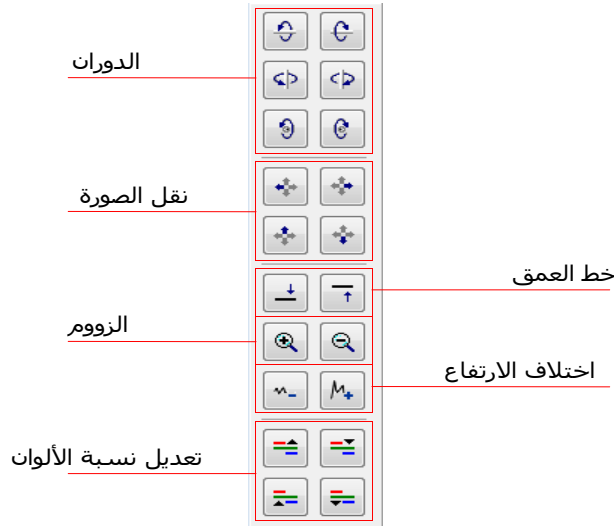 الدوران
نقل الصورة
خط العمق
الزووم
اختلاف الارتفاع
تعديل نسبة الألوان